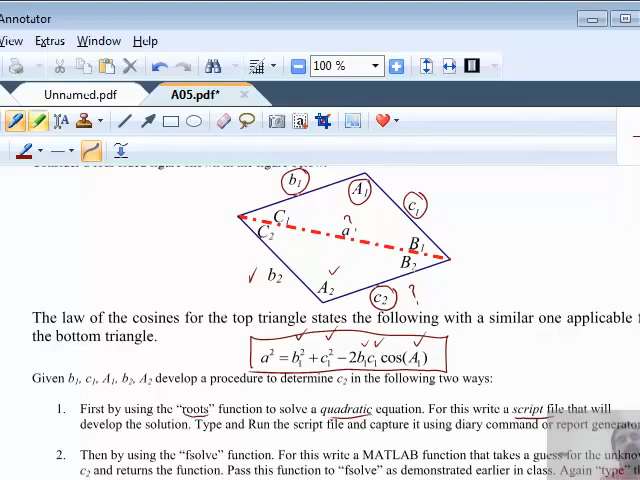 Annotator
View Extras Window Help
100 %
Unnamed.pdf A05.pdf*
b₁
A₁
c₁
C₁
?
a
C₂
B₁
B₂
b₂
A₂
c₂ ?
The law of the cosines for the top triangle states the following with a similar one applicable
the bottom triangle.
a² = b₁² + c₁² − 2b₁c₁ cos(A₁)
Given b₁, c₁, A₁, b₂, A₂ develop a procedure to determine c₂ in the following two ways:
1. First by using the “roots” function to solve a quadratic equation. For this write a script file that will
develop the solution. Type and Run the script file and capture it using diary command or report generator
2. Then by using the “fsolve” function. For this write a MATLAB function that takes a guess for the
c₂ and returns the function. Pass this function to “fsolve” as demonstrated earlier in class. Again “type”